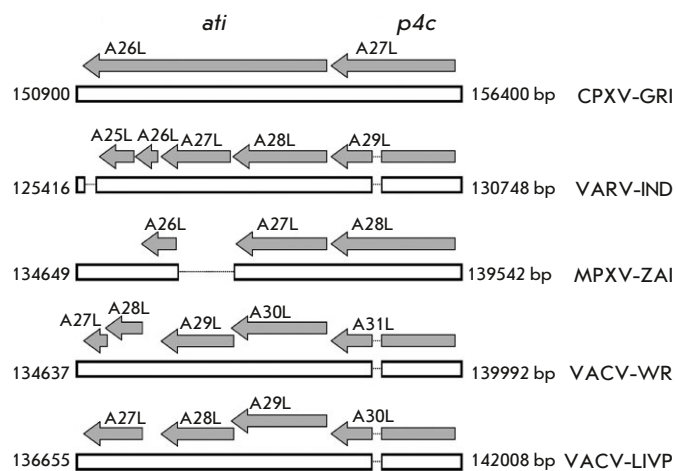 ati p4c
A26L A27L
150900 156400 bp CPXV-GRI
A25L A26L A27L A28L A29L
125416 130748 bp VARV-IND
A26L A27L A28L
134649 139542 bp MPXV-ZAI
A27L A28L A29L A30L A31L
134637 139992 bp VACV-WR
A27L A28L A29L A30L
136655 142008 bp VACV-LIVP